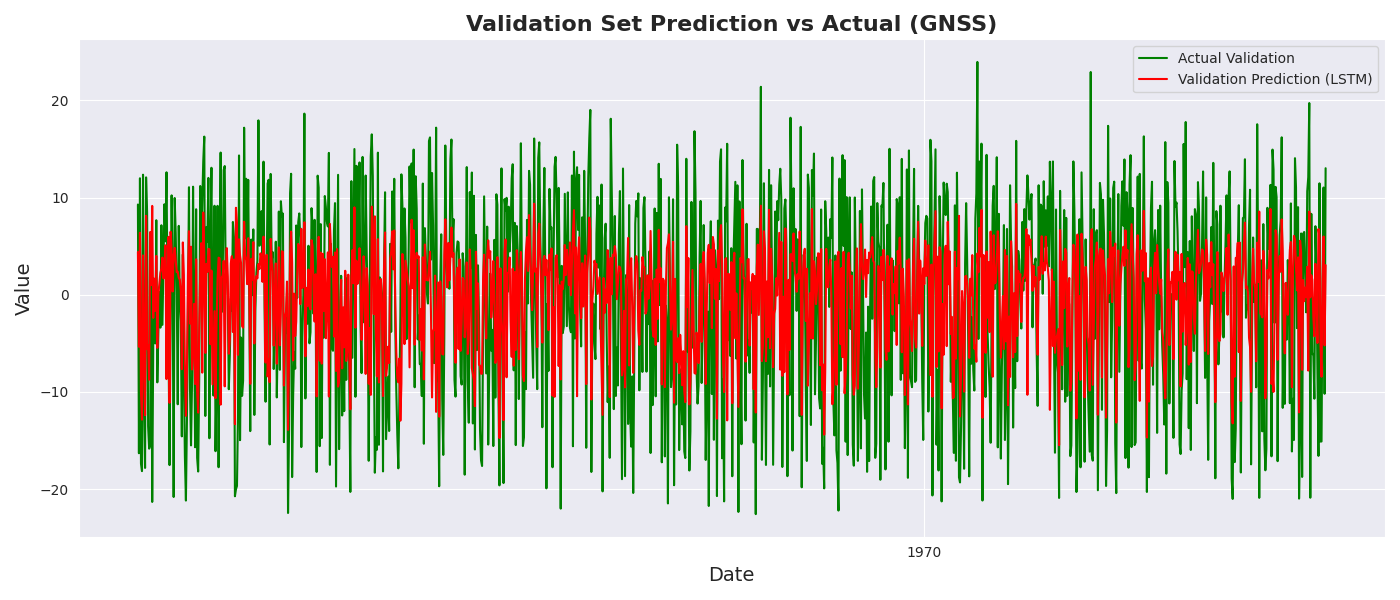 Validation Set Prediction vs Actual (GNSS)
Actual Validation
Validation Prediction (LSTM)
20
10
0
−10
−20
Value
1970
Date